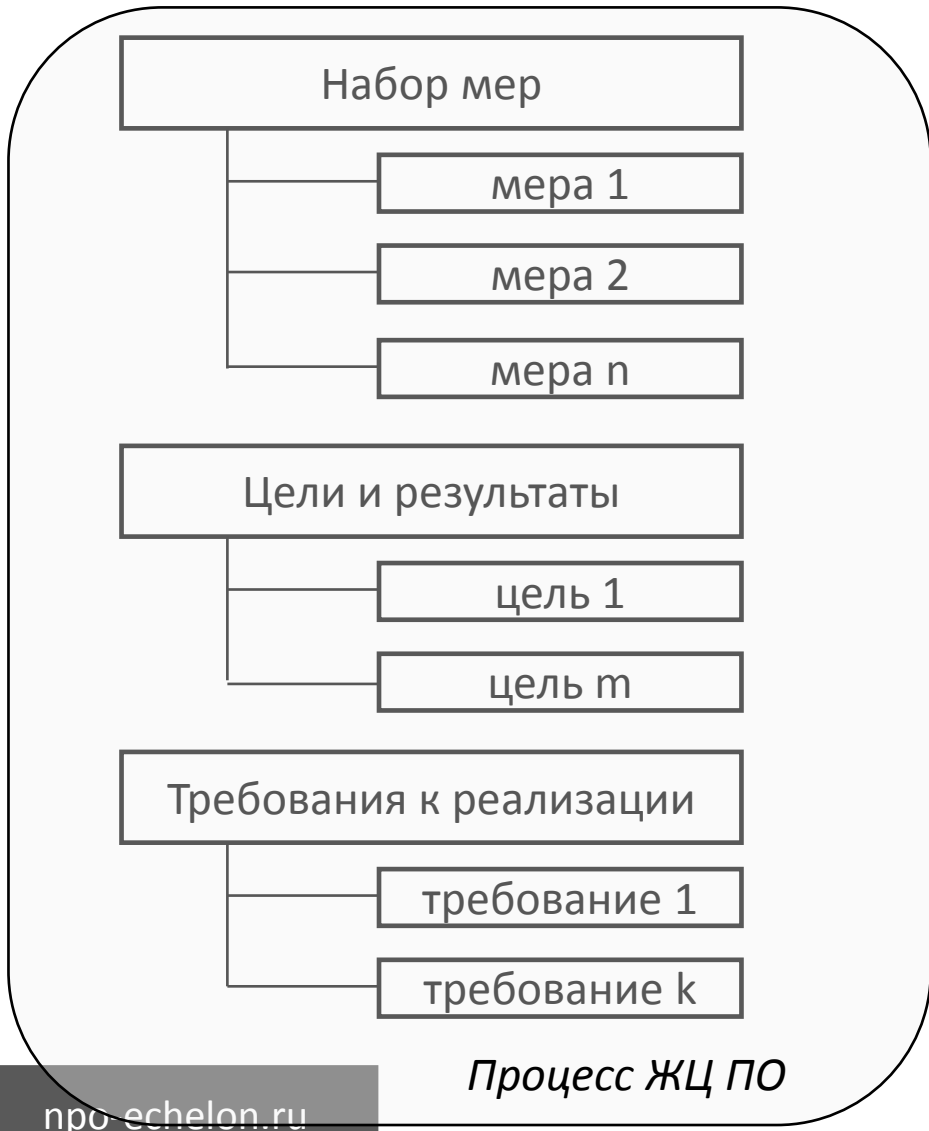 Набор мер
мера 1
мера 2
мера n
Цели и результаты
цель 1
цель m
Требования к реализации
требование 1
требование k
Процесс ЖЦ ПО
npo-echelon.ru